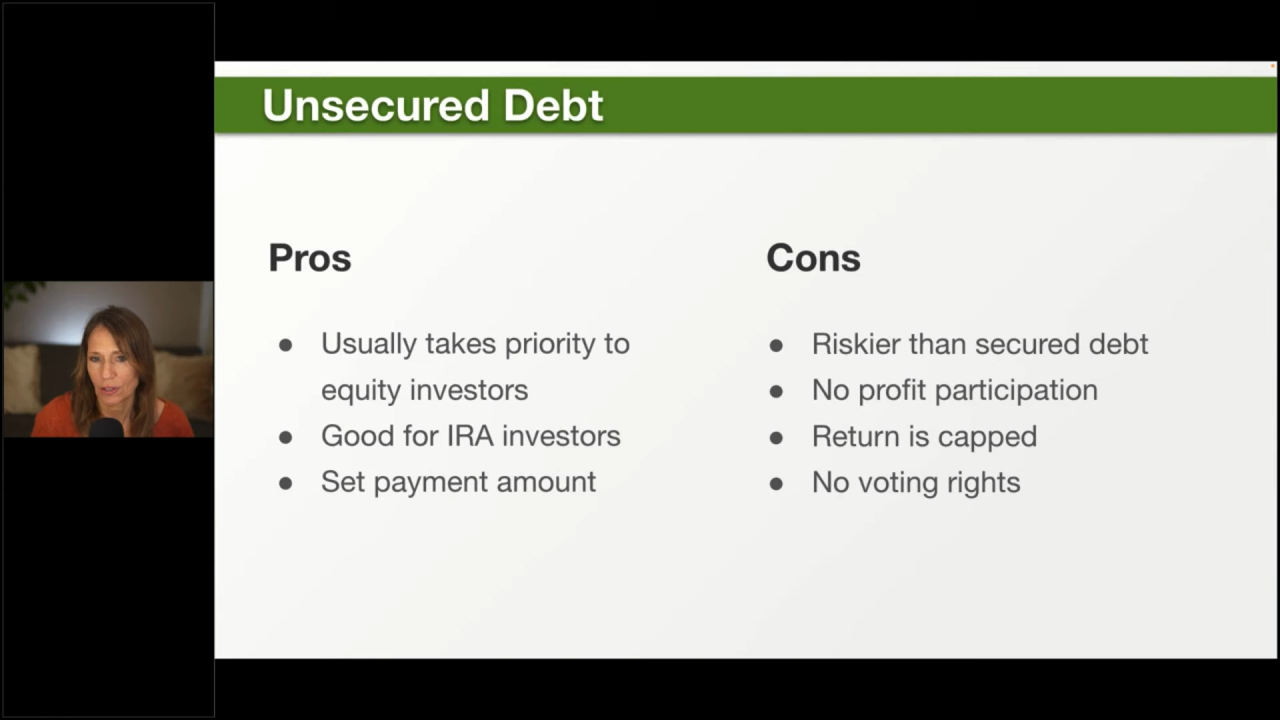 Unsecured Debt
Pros
● Usually takes priority to
equity investors
● Good for IRA investors
● Set payment amount
Cons
● Riskier than secured debt
● No profit participation
● Return is capped
● No voting rights